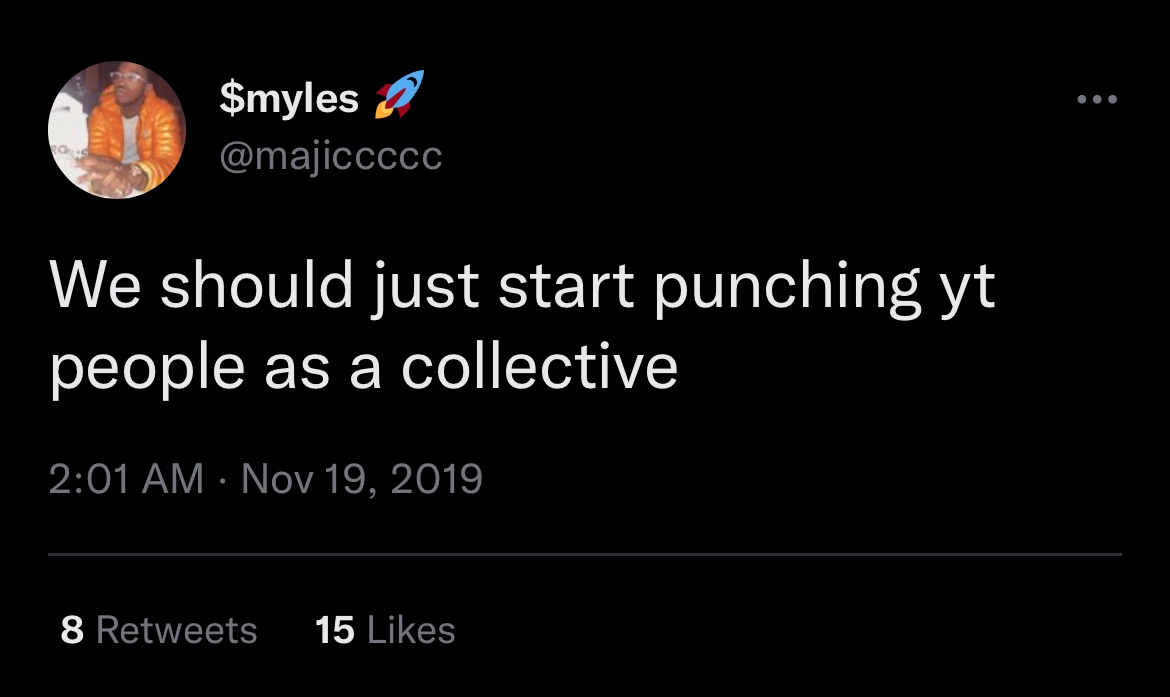 $myles 🚀
@majiccccc
We should just start punching yt
people as a collective
2:01 AM · Nov 19, 2019
8 Retweets 15 Likes